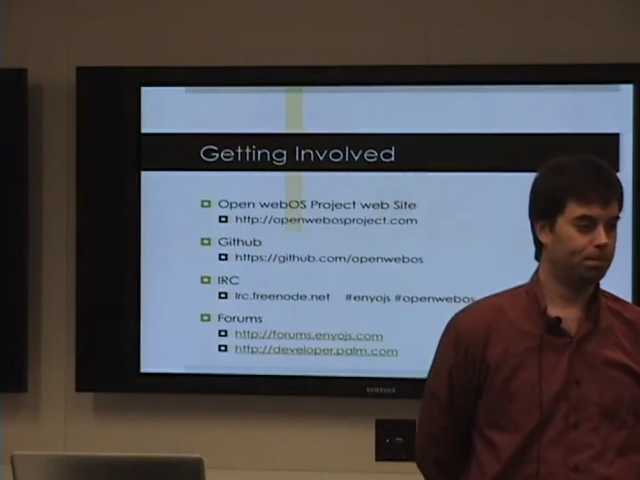 Getting Involved
Open webOS Project web Site
http://openwebosproject.com
Github
https://github.com/openwebos
IRC
Irc.freenode.net #enyojs #openwebos
Forums
http://forums.enyojs.com
http://developer.palm.com
SAMSUNG